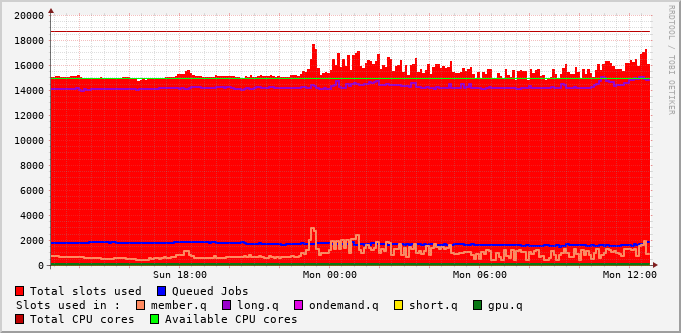 20000
18000
16000
14000
12000
10000
8000
6000
4000
2000
0
Sun 18:00 Mon 00:00 Mon 06:00 Mon 12:00
RRDTOOL / TOBI OETIKER
Total slots used Queued Jobs
Slots used in : member.q long.q ondemand.q short.q gpu.q
Total CPU cores Available CPU cores